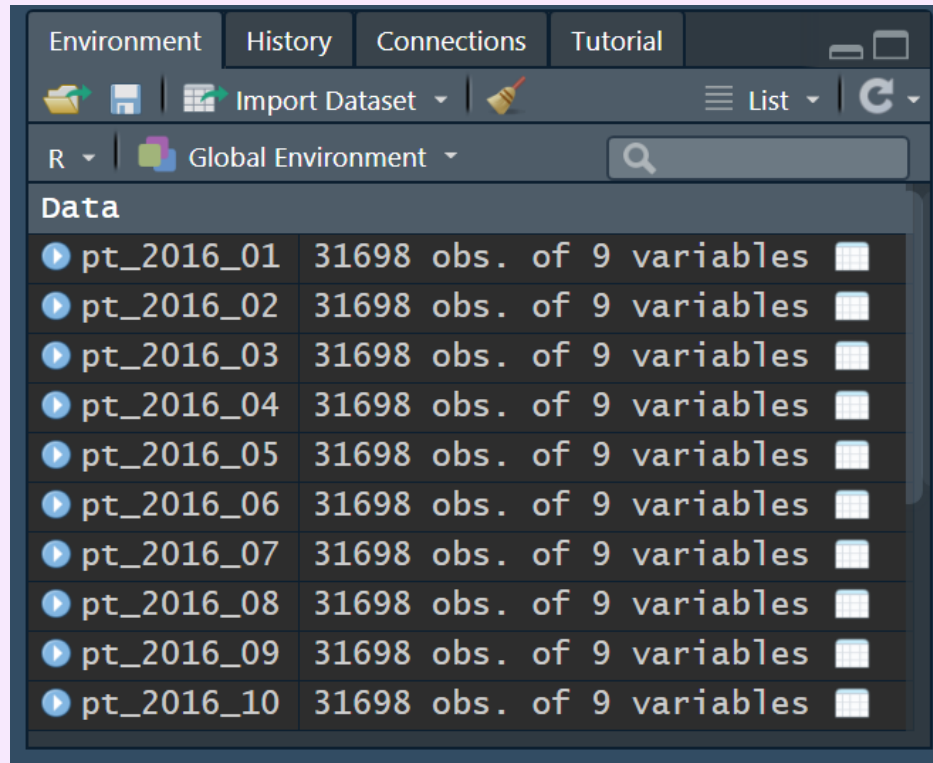 Environment History Connections Tutorial
Import Dataset List
R Global Environment
Data
pt_2016_01 31698 obs. of 9 variables
pt_2016_02 31698 obs. of 9 variables
pt_2016_03 31698 obs. of 9 variables
pt_2016_04 31698 obs. of 9 variables
pt_2016_05 31698 obs. of 9 variables
pt_2016_06 31698 obs. of 9 variables
pt_2016_07 31698 obs. of 9 variables
pt_2016_08 31698 obs. of 9 variables
pt_2016_09 31698 obs. of 9 variables
pt_2016_10 31698 obs. of 9 variables